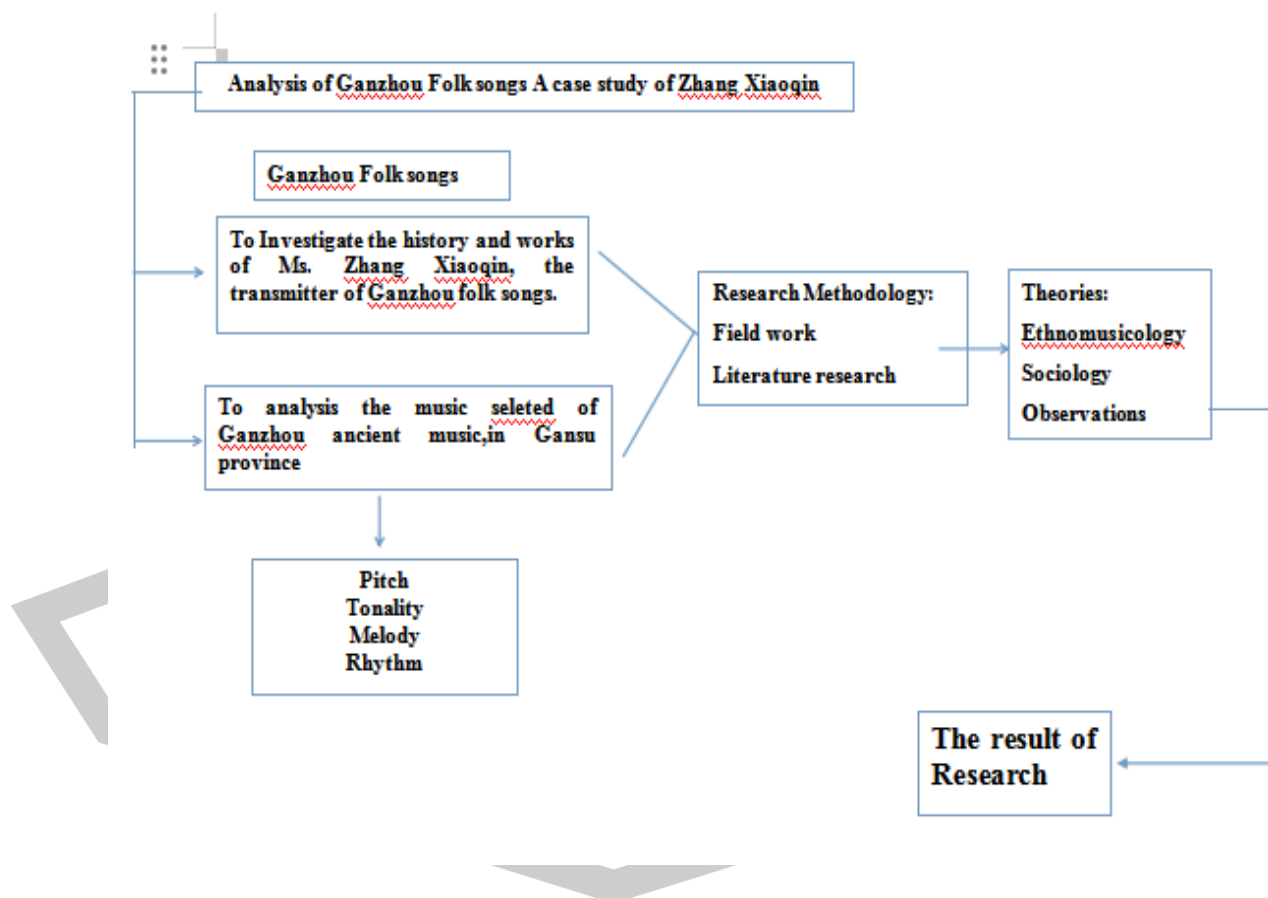 Analysis of Ganzhou Folk songs A case study of Zhang Xiaoqin
Ganzhou Folk songs
To Investigate the history and works
of Ms. Zhang Xiaoqin, the
transmitter of Ganzhou folk songs.
To analysis the music seleted of
Ganzhou ancient music,in Gansu
province
Pitch
Tonality
Melody
Rhythm
Research Methodology:
Field work
Literature research
Theories:
Ethnomusicology
Sociology
Observations
The result of
Research